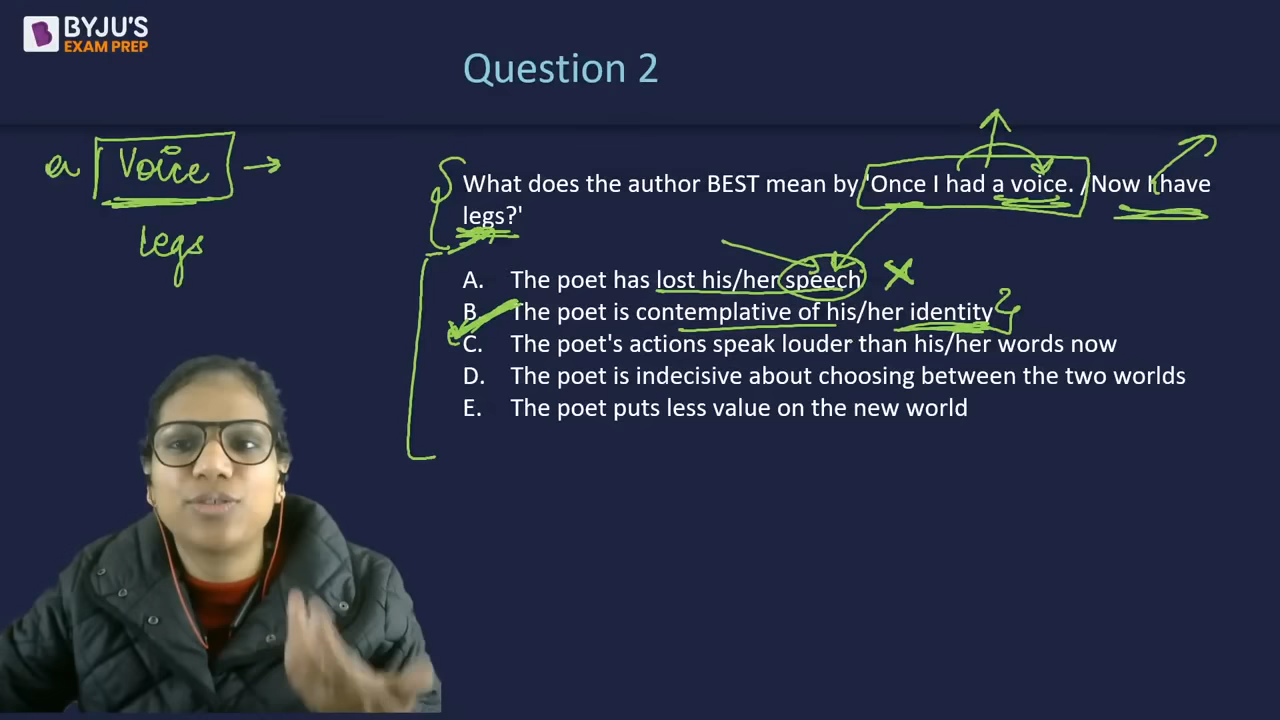 BYJU'S
EXAM PREP
Question 2
a Voice
legs
What does the author BEST mean by 'Once I had a voice. /Now I have
legs?'
A. The poet has lost his/her speech
B. The poet is contemplative of his/her identity
C. The poet's actions speak louder than his/her words now
D. The poet is indecisive about choosing between the two worlds
E. The poet puts less value on the new world